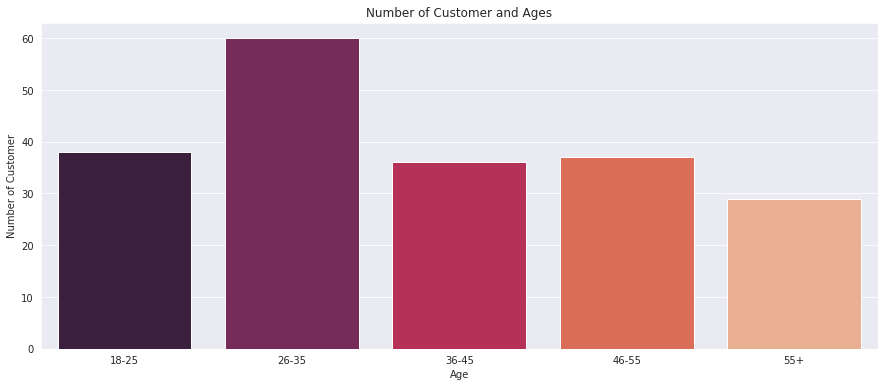 Number of Customer and Ages
Number of Customer
60
50
40
30
20
10
0
18-25 26-35 36-45 46-55 55+
Age